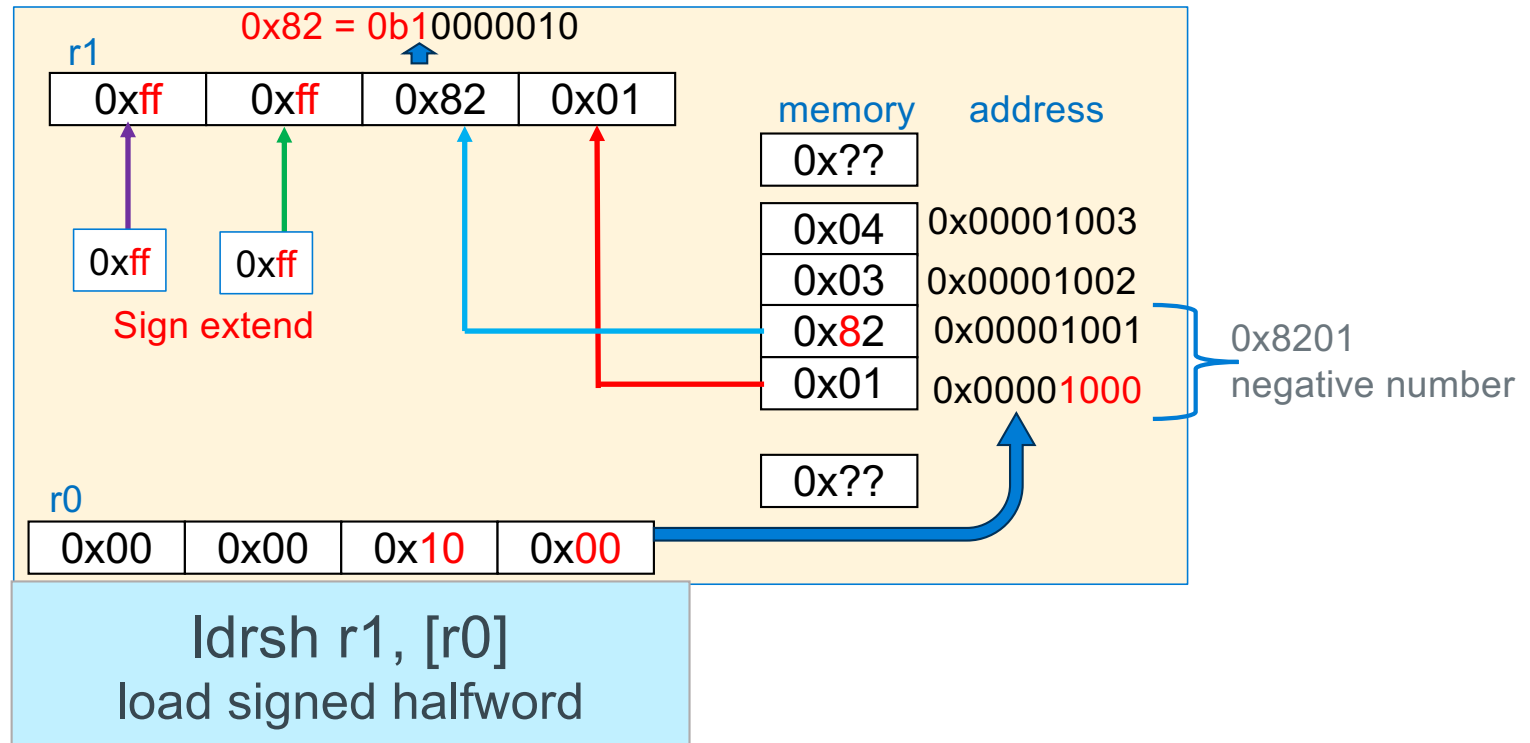 0x82 = 0b10000010
r1
0xff 0xff 0x82 0x01
memory address
0x??
0x04 0x00001003
0xff 0xff
0x03 0x00001002
Sign extend
0x82 0x00001001
0x8201
negative number
0x01 0x00001000
0x??
r0
0x00 0x00 0x10 0x00
ldrsh r1, [r0]
load signed halfword